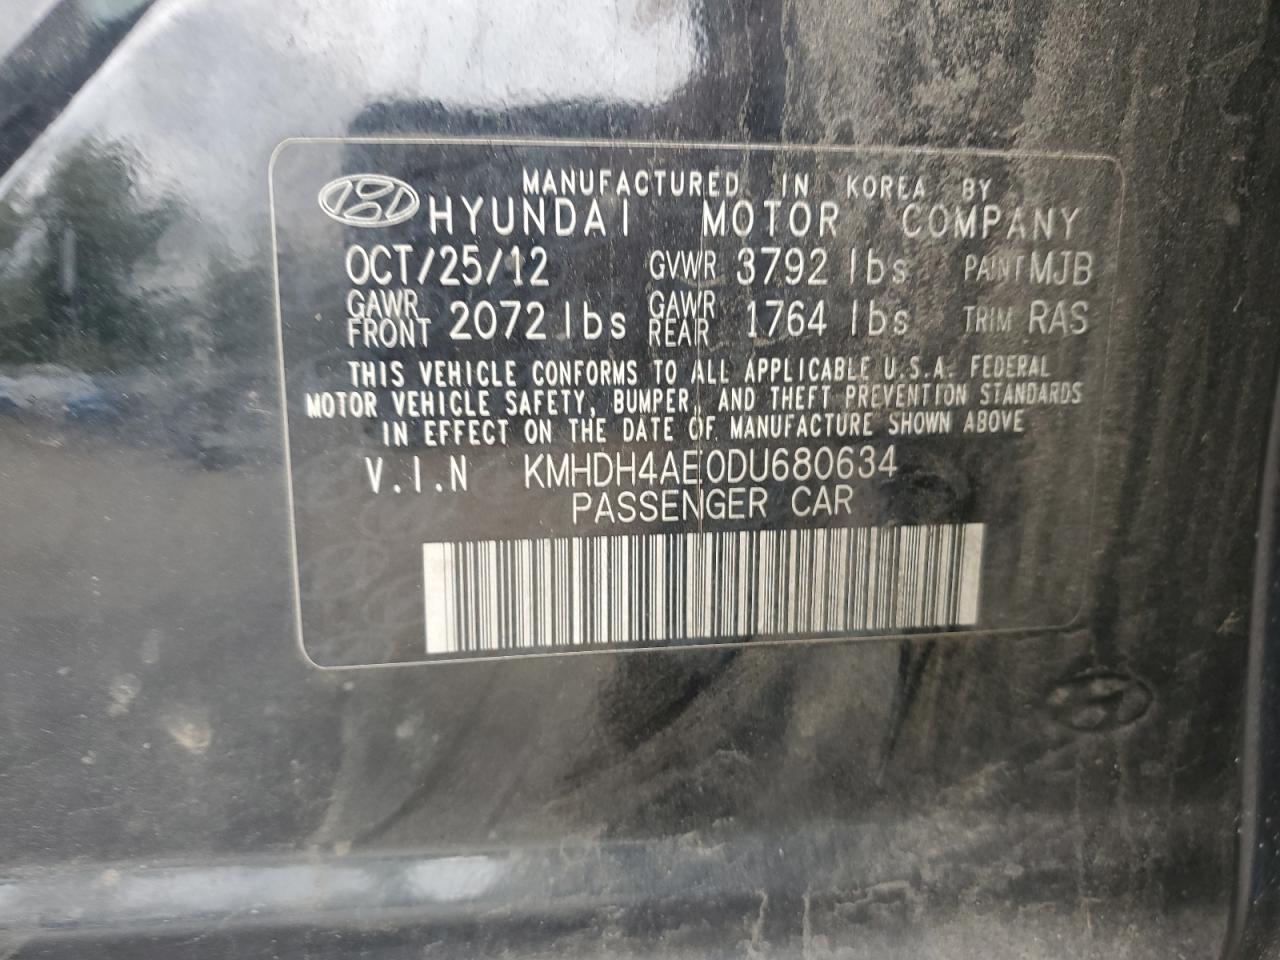 MANUFACTURED IN KOREA BY
HYUNDAI MOTOR COMPANY
OCT/25/12 GVWR 3792 lbs PAINT MJB
GAWR FRONT 2072 lbs GAWR REAR 1764 lbs TRIM RAS
THIS VEHICLE CONFORMS TO ALL APPLICABLE U.S.A. FEDERAL
MOTOR VEHICLE SAFETY, BUMPER, AND THEFT PREVENTION STANDARDS
IN EFFECT ON THE DATE OF MANUFACTURE SHOWN ABOVE
V.I.N KMHDH4AE0DU680634
PASSENGER CAR